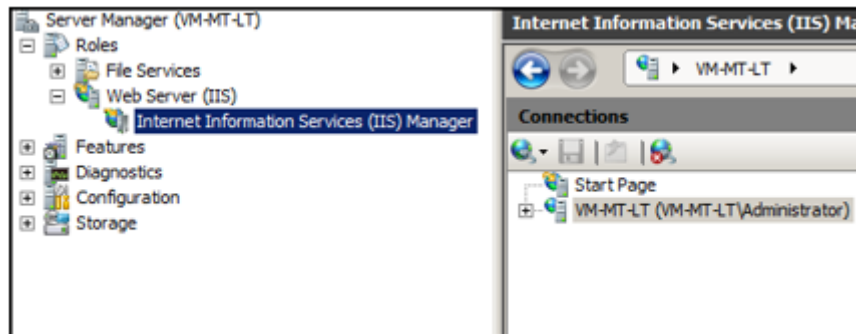 Server Manager (VM-MT-LT)
Roles
File Services
Web Server (IIS)
Internet Information Services (IIS) Manager
Features
Diagnostics
Configuration
Storage
Internet Information Services (IIS) Ma
VM-MT-LT
Connections
Start Page
VM-MT-LT (VM-MT-LT\Administrator)